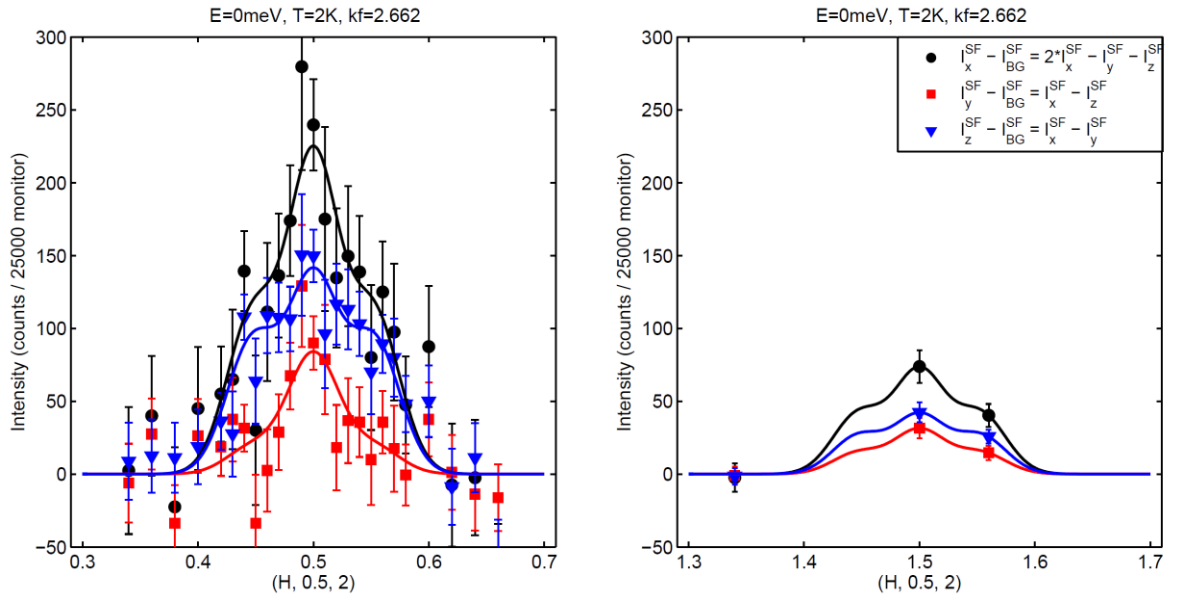 E=0meV, T=2K, kf=2.662
Intensity (counts / 25000 monitor)
300
250
200
150
100
50
0
−50
0.3 0.4 0.5 0.6 0.7
(H, 0.5, 2)
E=0meV, T=2K, kf=2.662
I_x^SF − I_BG^SF = 2*I_x^SF − I_y^SF − I_z^SF
I_y^SF − I_BG^SF = I_x^SF − I_z^SF
I_z^SF − I_BG^SF = I_x^SF − I_y^SF
Intensity (counts / 25000 monitor)
300
250
200
150
100
50
0
−50
1.3 1.4 1.5 1.6 1.7
(H, 0.5, 2)